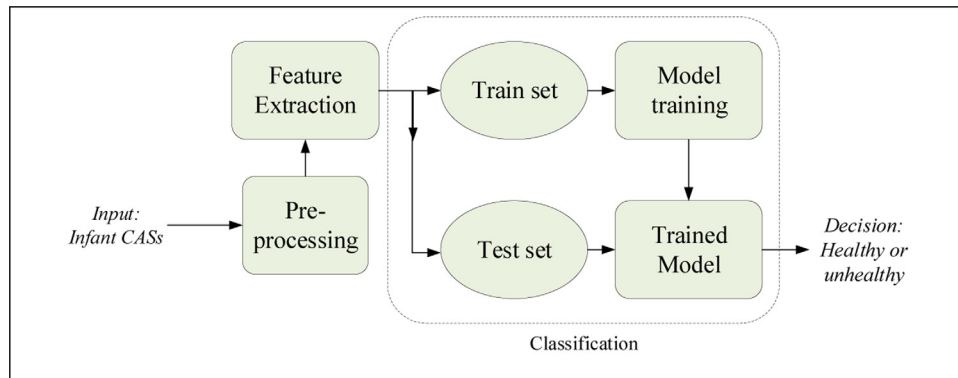 Feature
Extraction
Train set
Model
training
Input:
Infant CASs
Pre-
processing
Test set
Trained
Model
Decision:
Healthy or
unhealthy
Classification